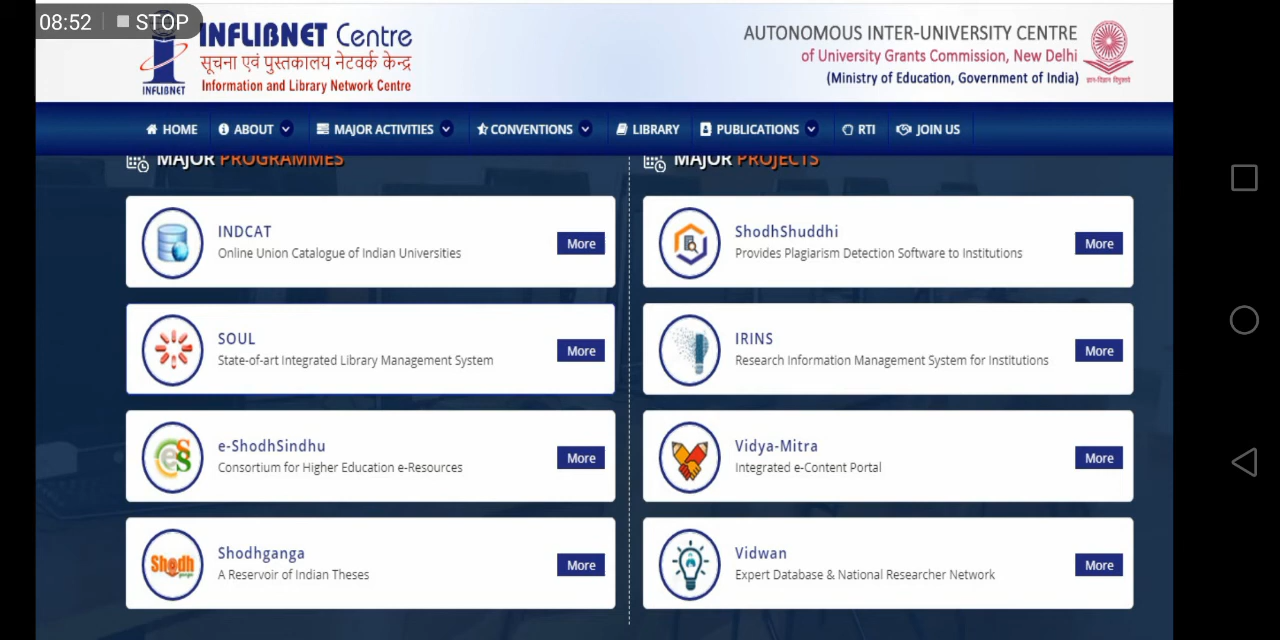 08:52 STOP
INFLIBNET Centre
सूचना एवं पुस्तकालय नेटवर्क केन्द्र
Information and Library Network Centre
INFLIBNET
AUTONOMOUS INTER-UNIVERSITY CENTRE
of University Grants Commission, New Delhi
(Ministry of Education, Government of India)
ज्ञान-विज्ञान विमुक्तये
HOME ABOUT MAJOR ACTIVITIES CONVENTIONS LIBRARY PUBLICATIONS RTI JOIN US
MAJOR PROGRAMMES
INDCAT
Online Union Catalogue of Indian Universities
More
SOUL
State-of-art Integrated Library Management System
More
e-ShodhSindhu
Consortium for Higher Education e-Resources
More
Shodh
Shodhganga
A Reservoir of Indian Theses
More
MAJOR PROJECTS
ShodhShuddhi
Provides Plagiarism Detection Software to Institutions
More
IRINS
Research Information Management System for Institutions
More
Vidya-Mitra
Integrated e-Content Portal
More
Vidwan
Expert Database & National Researcher Network
More